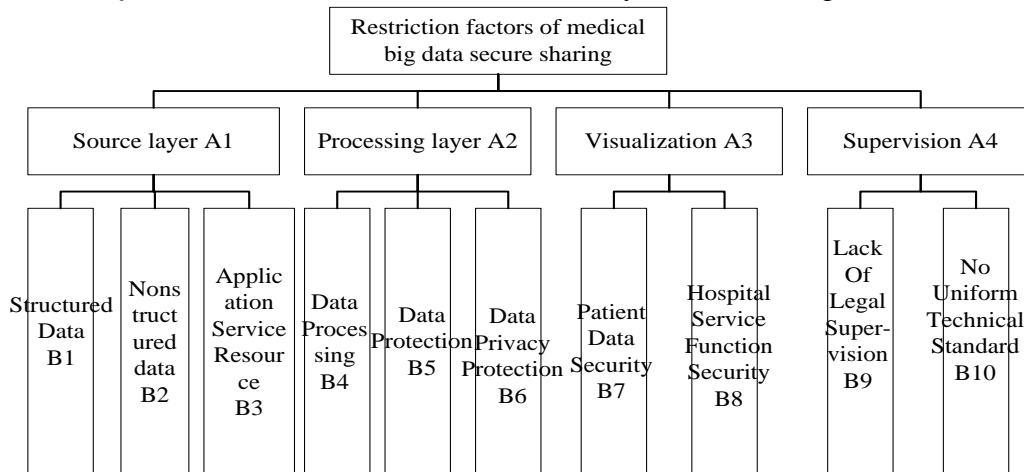 Restriction factors of medical
big data secure sharing
Source layer A1
Processing layer A2
Visualization A3
Supervision A4
Structured
Data
B1
Nons
truct
ured
data
B2
Applic
ation
Service
Resour
ce
B3
Data
Proces
sing
B4
Data
Protection
B5
Data
Privacy
Protection
B6
Patient
Data
Security
B7
Hospital
Service
Function
Security
B8
Lack
Of
Legal
Super-
vision
B9
No
Uniform
Technical
Standard
B10